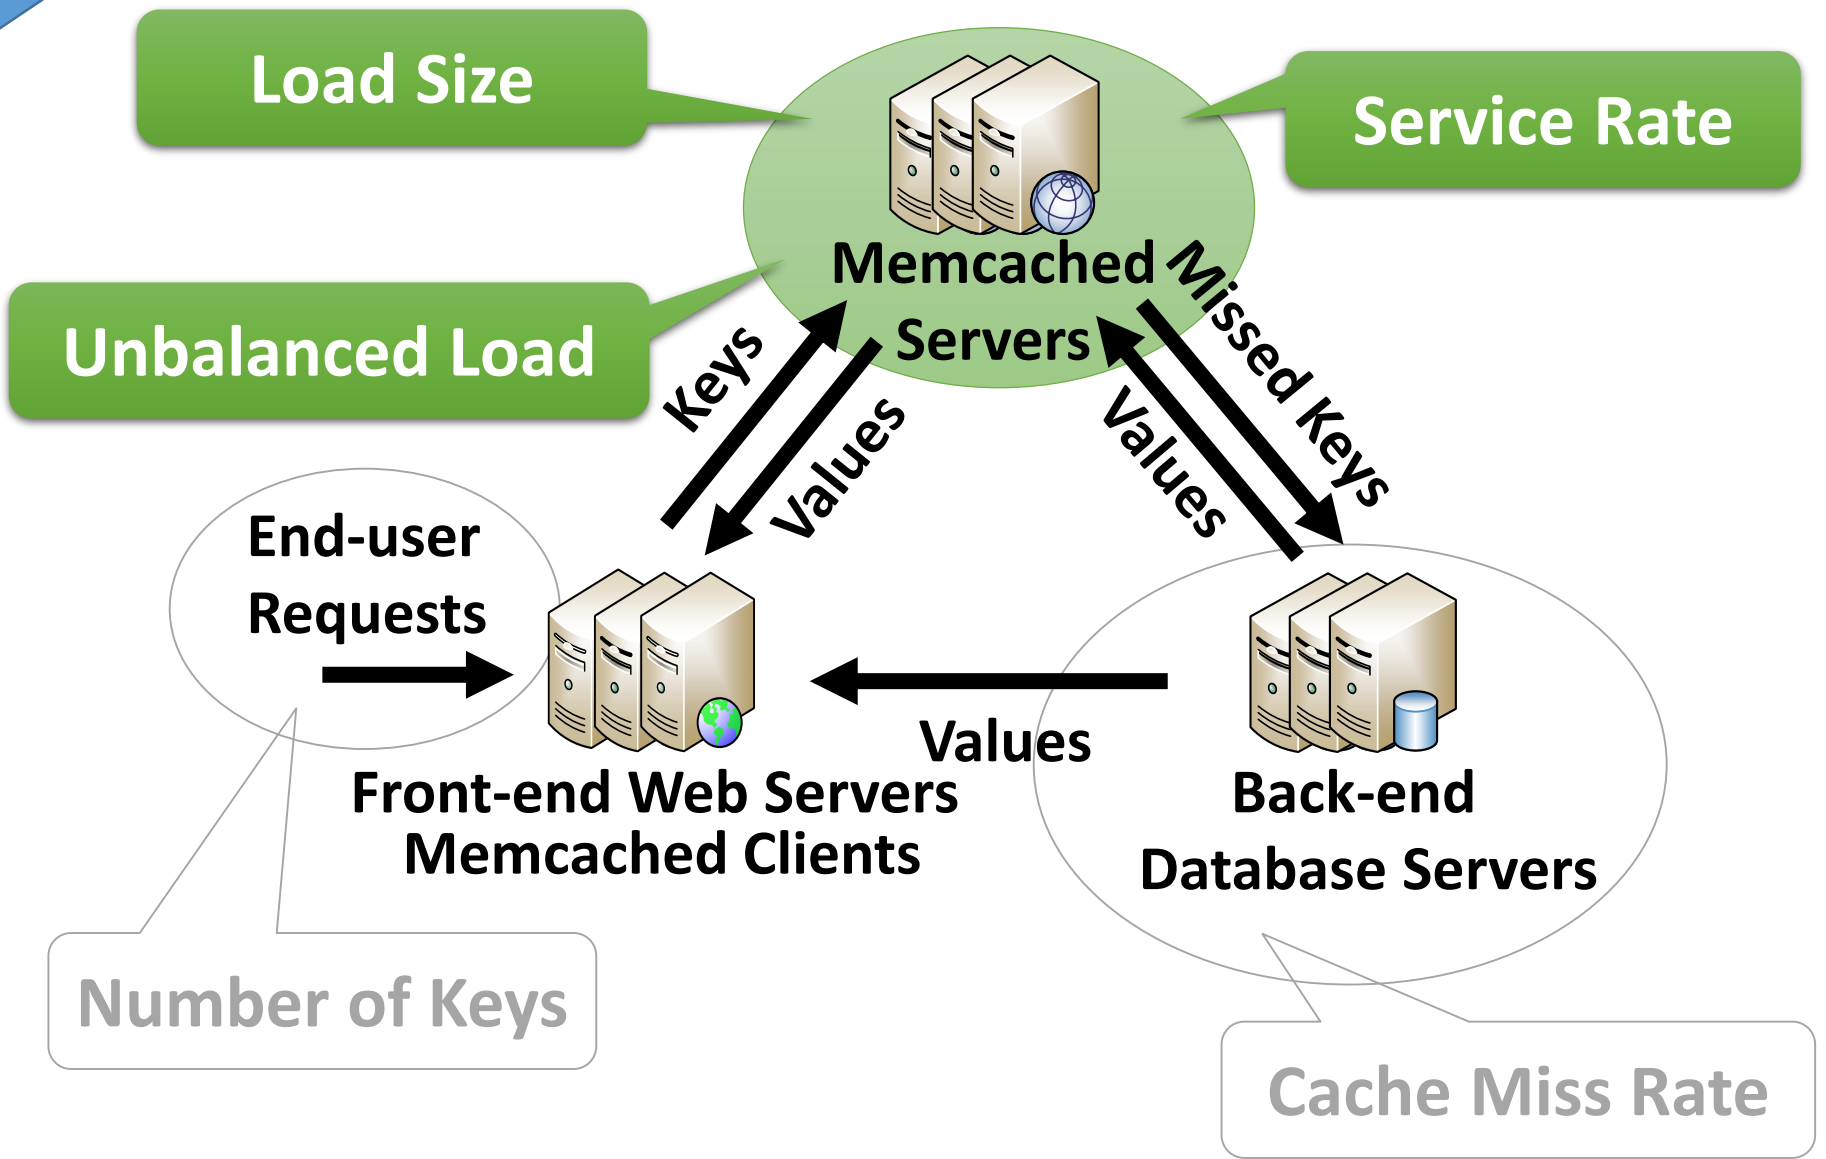 Load Size
Service Rate
Memcached
Servers
Unbalanced Load
Keys
Values
Missed Keys
Values
End-user
Requests
Values
Front-end Web Servers
Memcached Clients
Back-end
Database Servers
Number of Keys
Cache Miss Rate